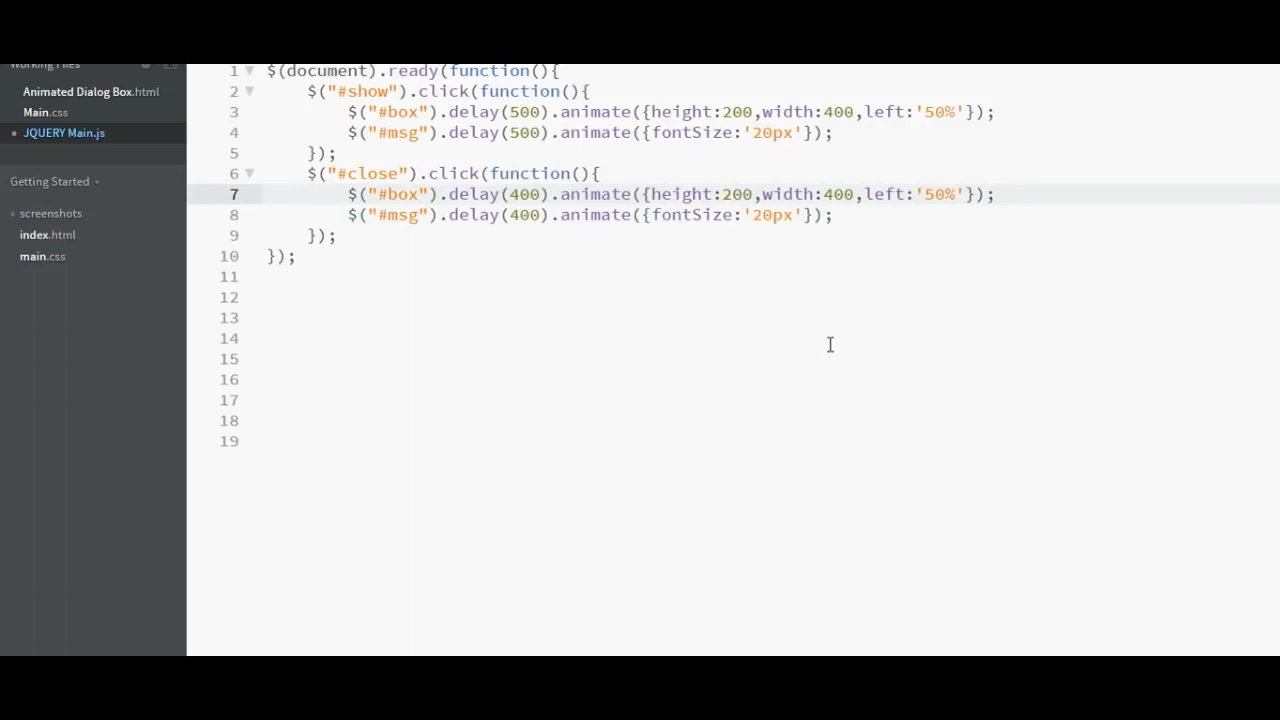 Working Files
Animated Dialog Box.html
Main.css
JQUERY Main.js
Getting Started
screenshots
index.html
main.css
1 $(document).ready(function(){
2 $("#show").click(function(){
3 $("#box").delay(500).animate({height:200,width:400,left:'50%'});
4 $("#msg").delay(500).animate({fontSize:'20px'});
5 });
6 $("#close").click(function(){
7 $("#box").delay(400).animate({height:200,width:400,left:'50%'});
8 $("#msg").delay(400).animate({fontSize:'20px'});
9 });
10 });
11
12
13
14
15
16
17
18
19